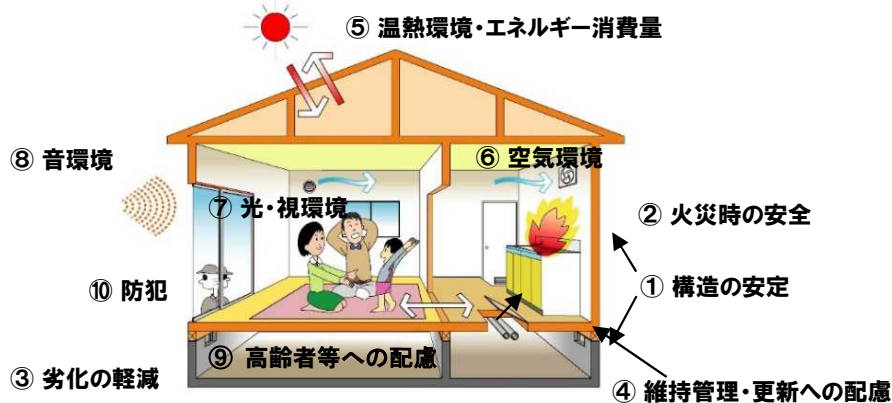 ⑤ 温熱環境・エネルギー消費量
⑧ 音環境
⑥ 空気環境
⑦ 光・視環境
② 火災時の安全
⑩ 防犯
① 構造の安定
⑨ 高齢者等への配慮
③ 劣化の軽減
④ 維持管理・更新への配慮